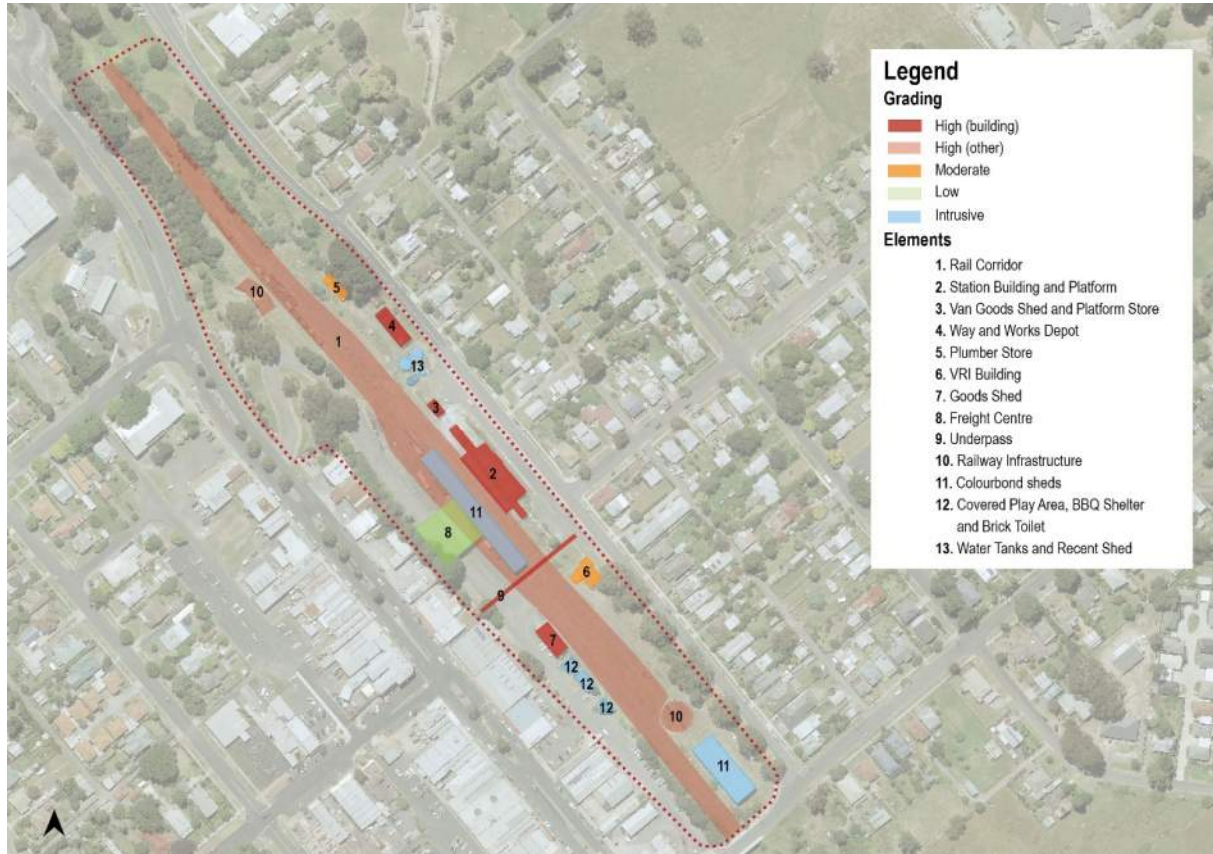 Legend
Grading
High (building)
High (other)
Moderate
Low
Intrusive
Elements
1. Rail Corridor
2. Station Building and Platform
3. Van Goods Shed and Platform Store
4. Way and Works Depot
5. Plumber Store
6. VRI Building
7. Goods Shed
8. Freight Centre
9. Underpass
10. Railway Infrastructure
11. Colourbond sheds
12. Covered Play Area, BBQ Shelter
and Brick Toilet
13. Water Tanks and Recent Shed
10
5
4
1
13
3
2
11
8
6
9
7
12
12
12
10
11